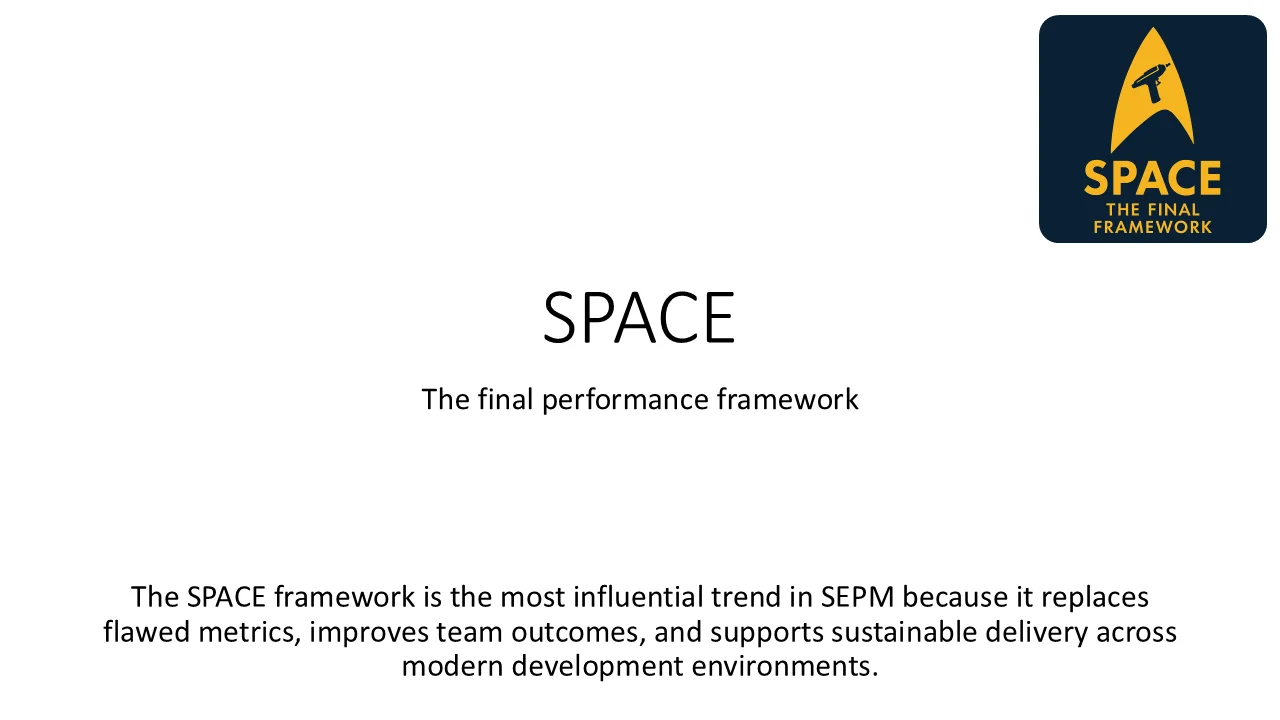 SPACE
THE FINAL
FRAMEWORK
SPACE
The final performance framework
The SPACE framework is the most influential trend in SEPM because it replaces
flawed metrics, improves team outcomes, and supports sustainable delivery across
modern development environments.